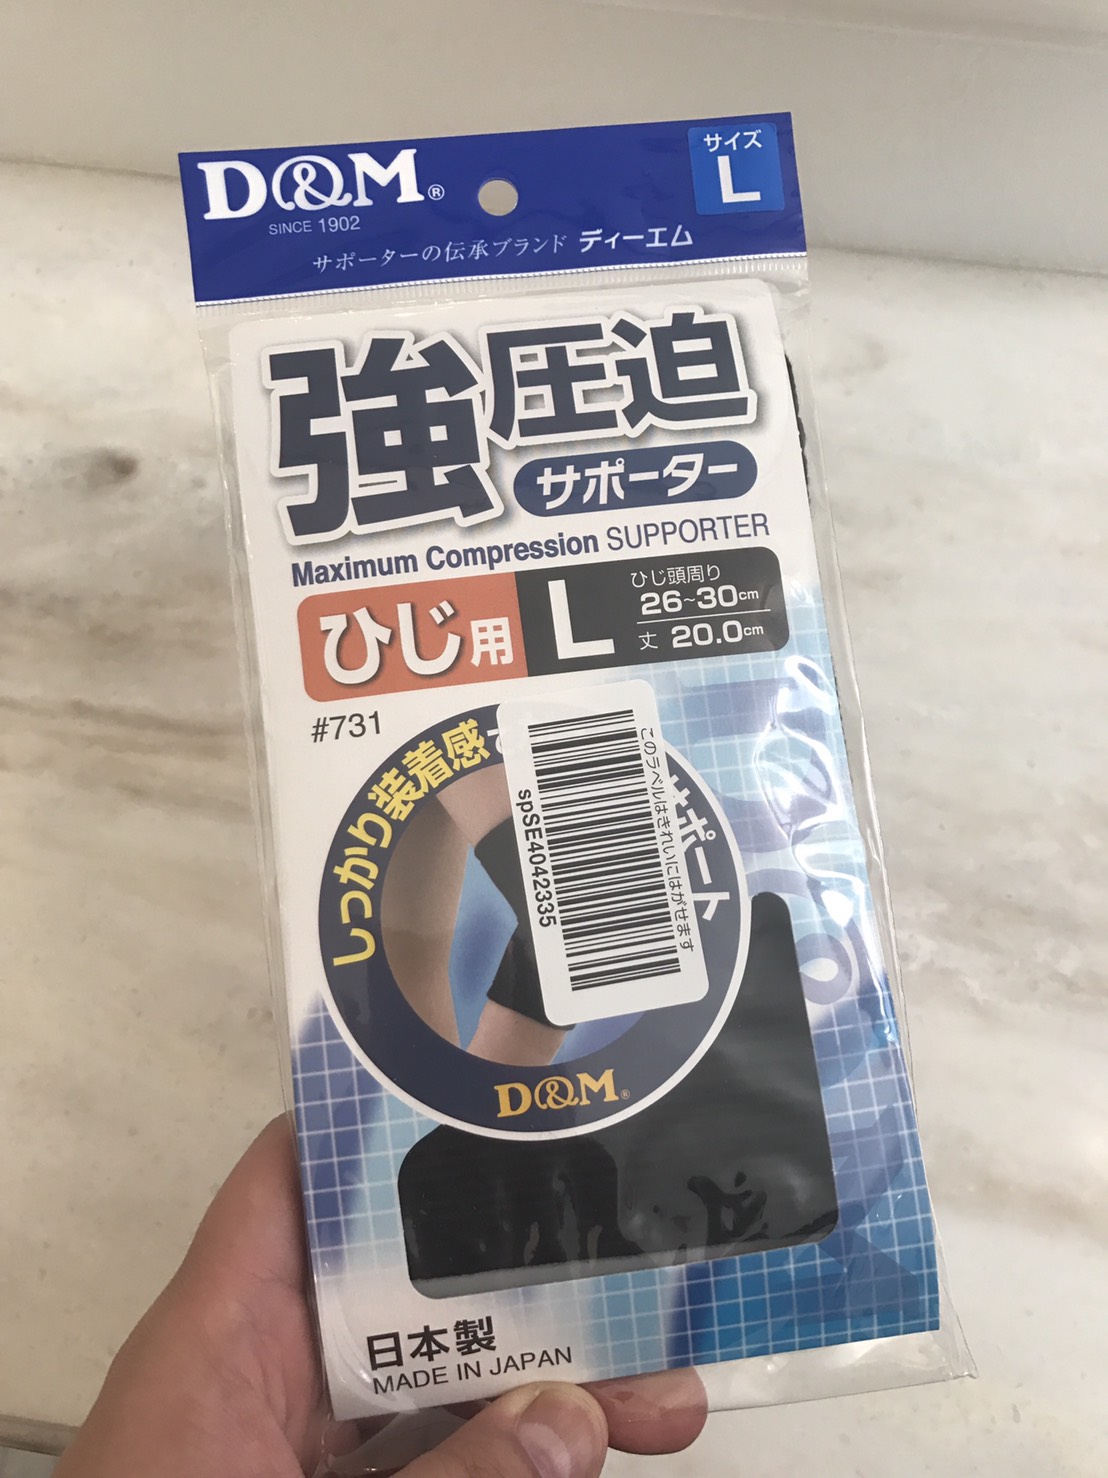 D&M®
SINCE 1902
サポーターの伝承ブランド ディーエム
サイズ
L
強圧迫
サポーター
Maximum Compression SUPPORTER
ひじ用
L
ひじ頭周り
26~30cm
丈 20.0cm
#731
しっかり装着感
サポート
spSE4042335
このラベルはきれいにはがせます
D&M®
日本製
MADE IN JAPAN